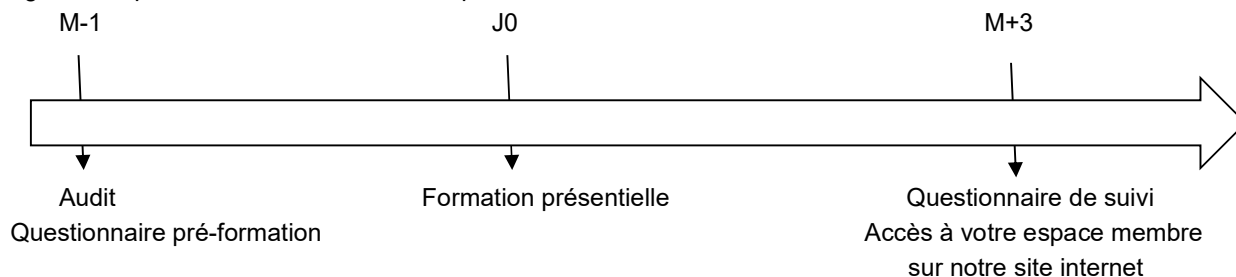 M-1
J0
M+3
Audit
Questionnaire pré-formation
Formation présentielle
Questionnaire de suivi
Accès à votre espace membre
sur notre site internet